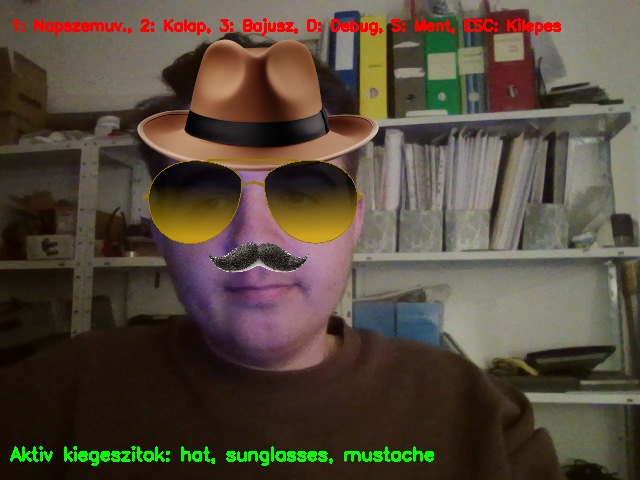 1: Napszemuv., 2: Kalap, 3: Bajusz, D: Debug, S: Ment, ESC: Kilepes
Aktiv kiegeszitok: hat, sunglasses, mustache